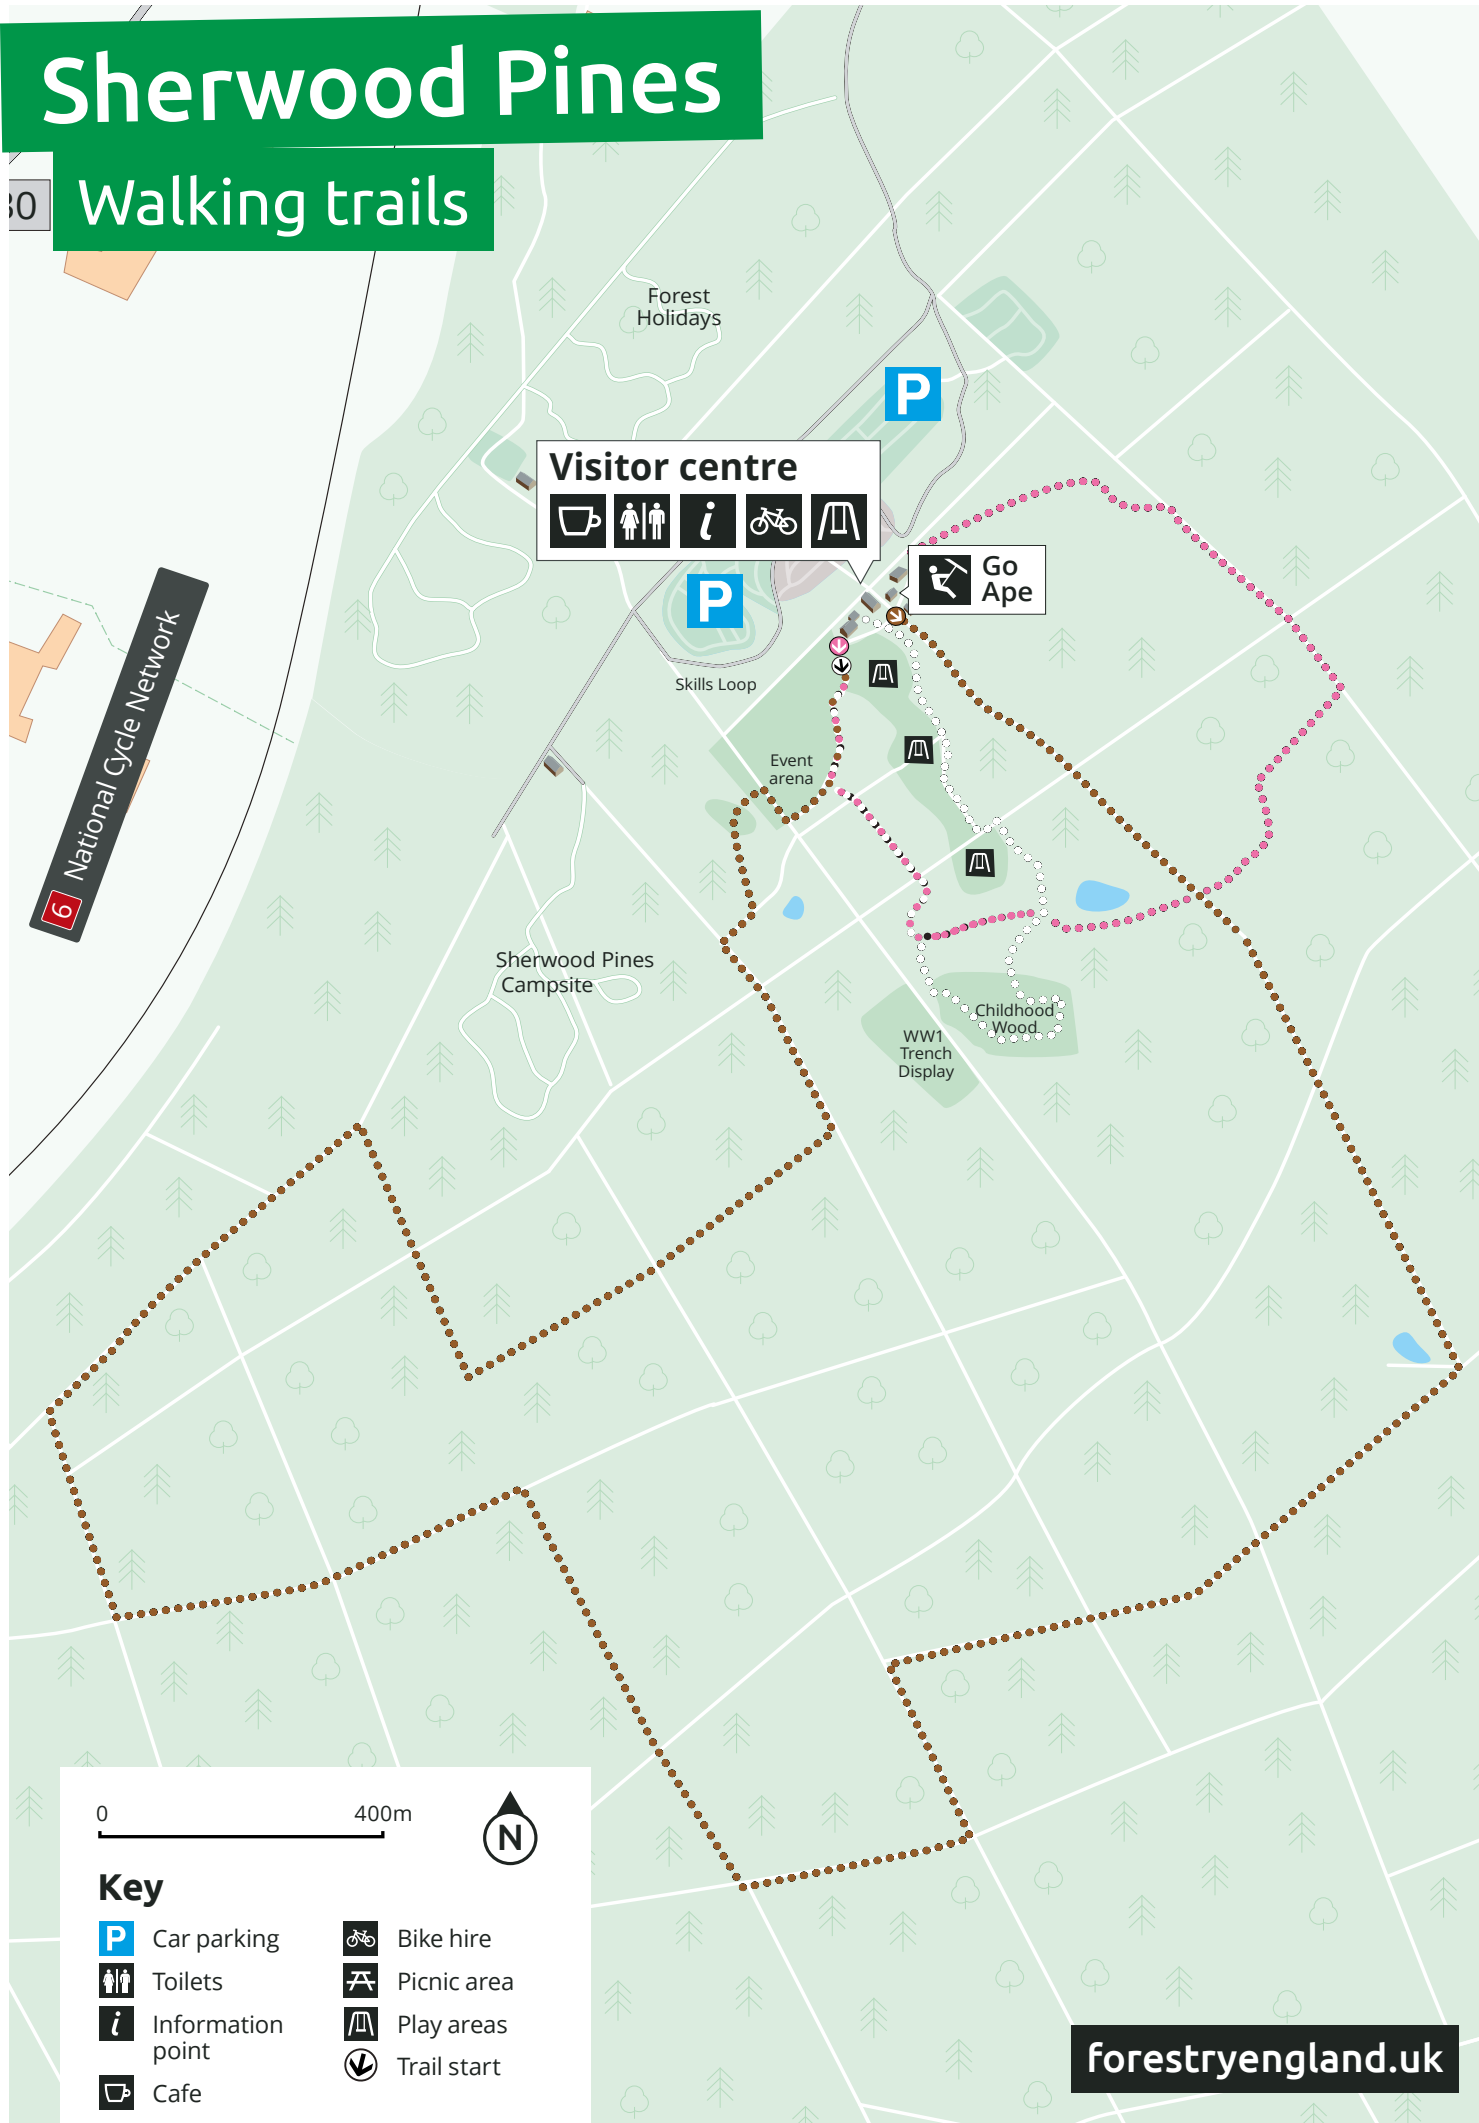 Sherwood Pines
Walking trails
30
Forest
Holidays
P
Visitor centre
i
Go
Ape
P
Skills Loop
Event
arena
6 National Cycle Network
Sherwood Pines
Campsite
Childhood
Wood
WW1
Trench
Display
0 400m
N
Key
P Car parking
Toilets
i Information
point
Cafe
Bike hire
Picnic area
Play areas
Trail start
forestryengland.uk